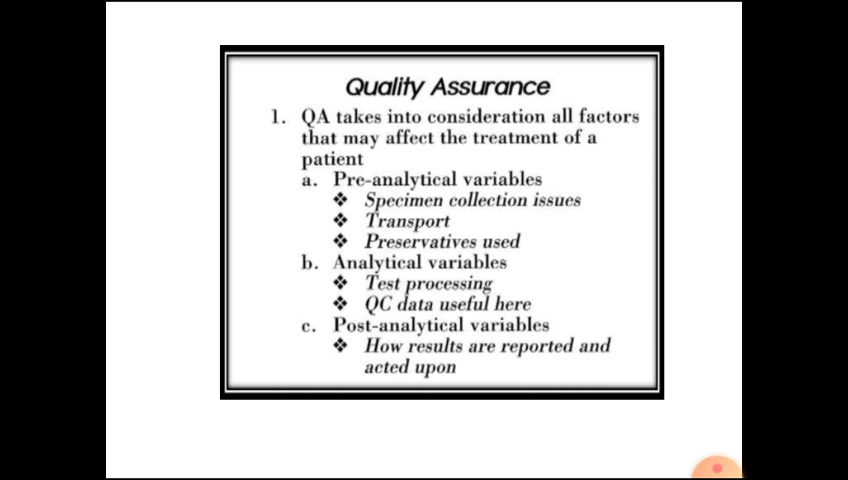 Quality Assurance
1. QA takes into consideration all factors
that may affect the treatment of a
patient
a. Pre-analytical variables
❖ Specimen collection issues
❖ Transport
❖ Preservatives used
b. Analytical variables
❖ Test processing
❖ QC data useful here
c. Post-analytical variables
❖ How results are reported and
acted upon